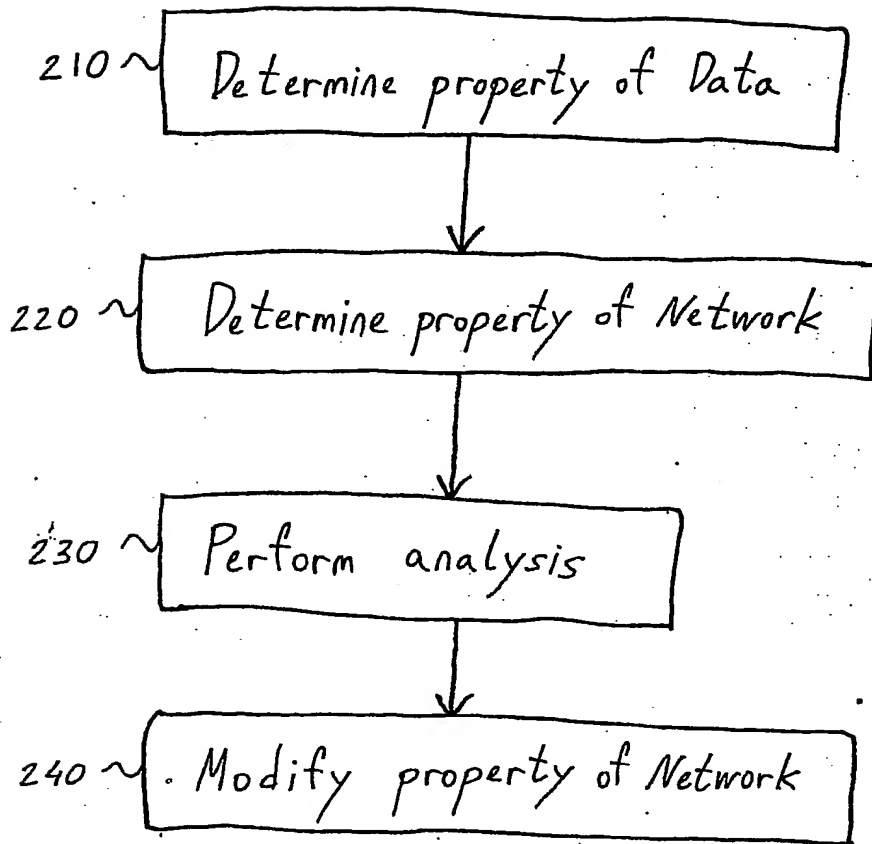 210 Determine property of Data
220 Determine property of Network
230 Perform analysis
240 Modify property of Network